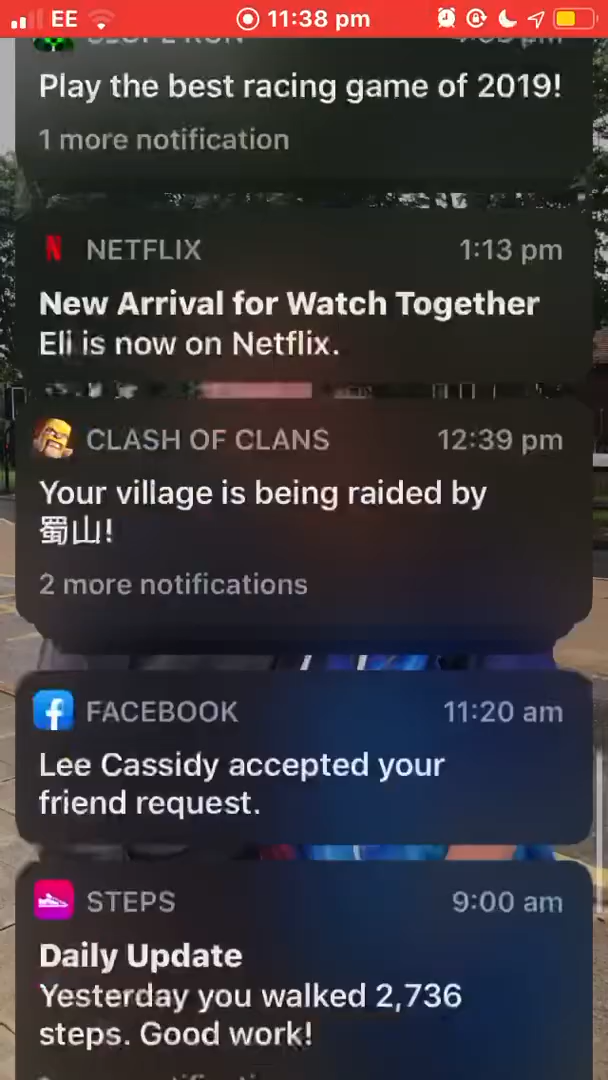 EE 11:38 pm
Play the best racing game of 2019!
1 more notification
NETFLIX 1:13 pm
New Arrival for Watch Together
Eli is now on Netflix.
CLASH OF CLANS 12:39 pm
Your village is being raided by
蜀山!
2 more notifications
FACEBOOK 11:20 am
Lee Cassidy accepted your
friend request.
STEPS 9:00 am
Daily Update
Yesterday you walked 2,736
steps. Good work!